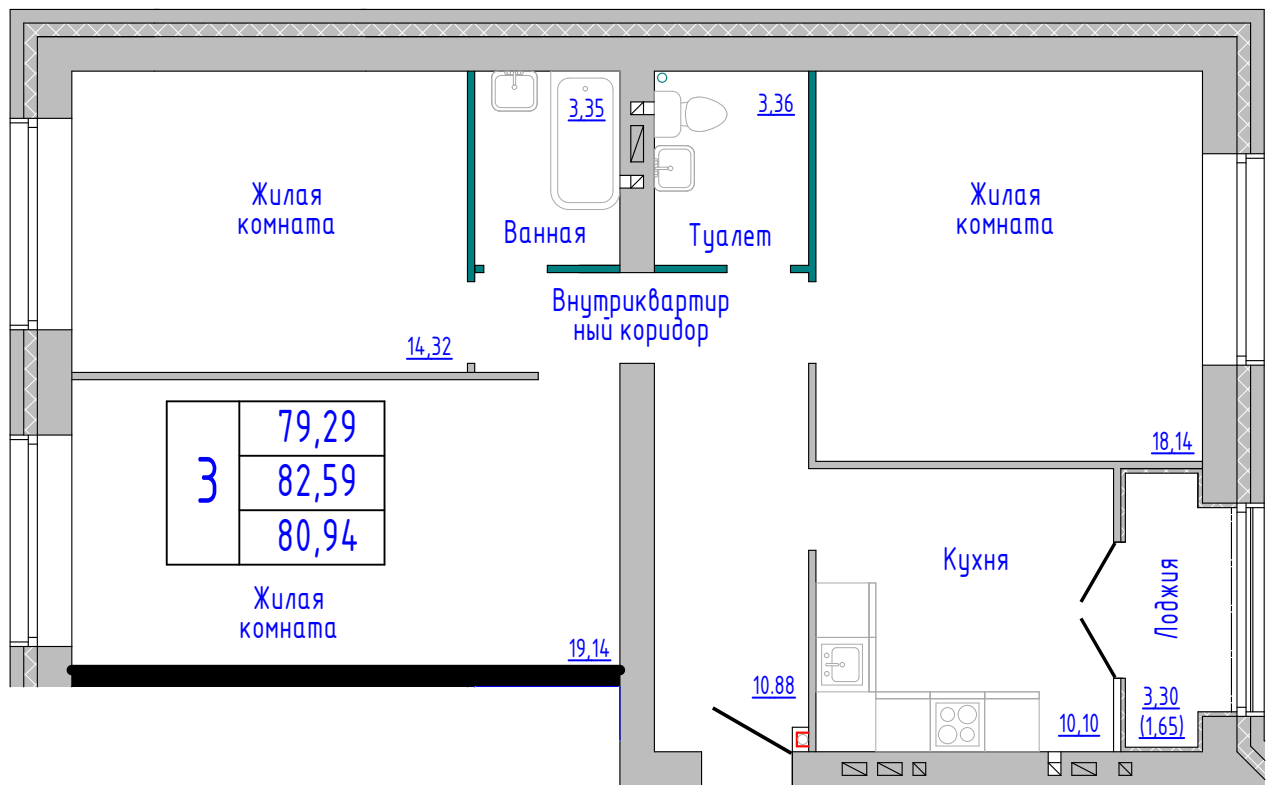 3,35
3,36
Жилая
комната
Жилая
комната
Ванная
Туалет
Внутриквартир
ный коридор
14,32
18,14
3
79,29
82,59
80,94
Кухня
Лоджия
Жилая
комната
19,14
10.88
10,10
3,30
(1,65)